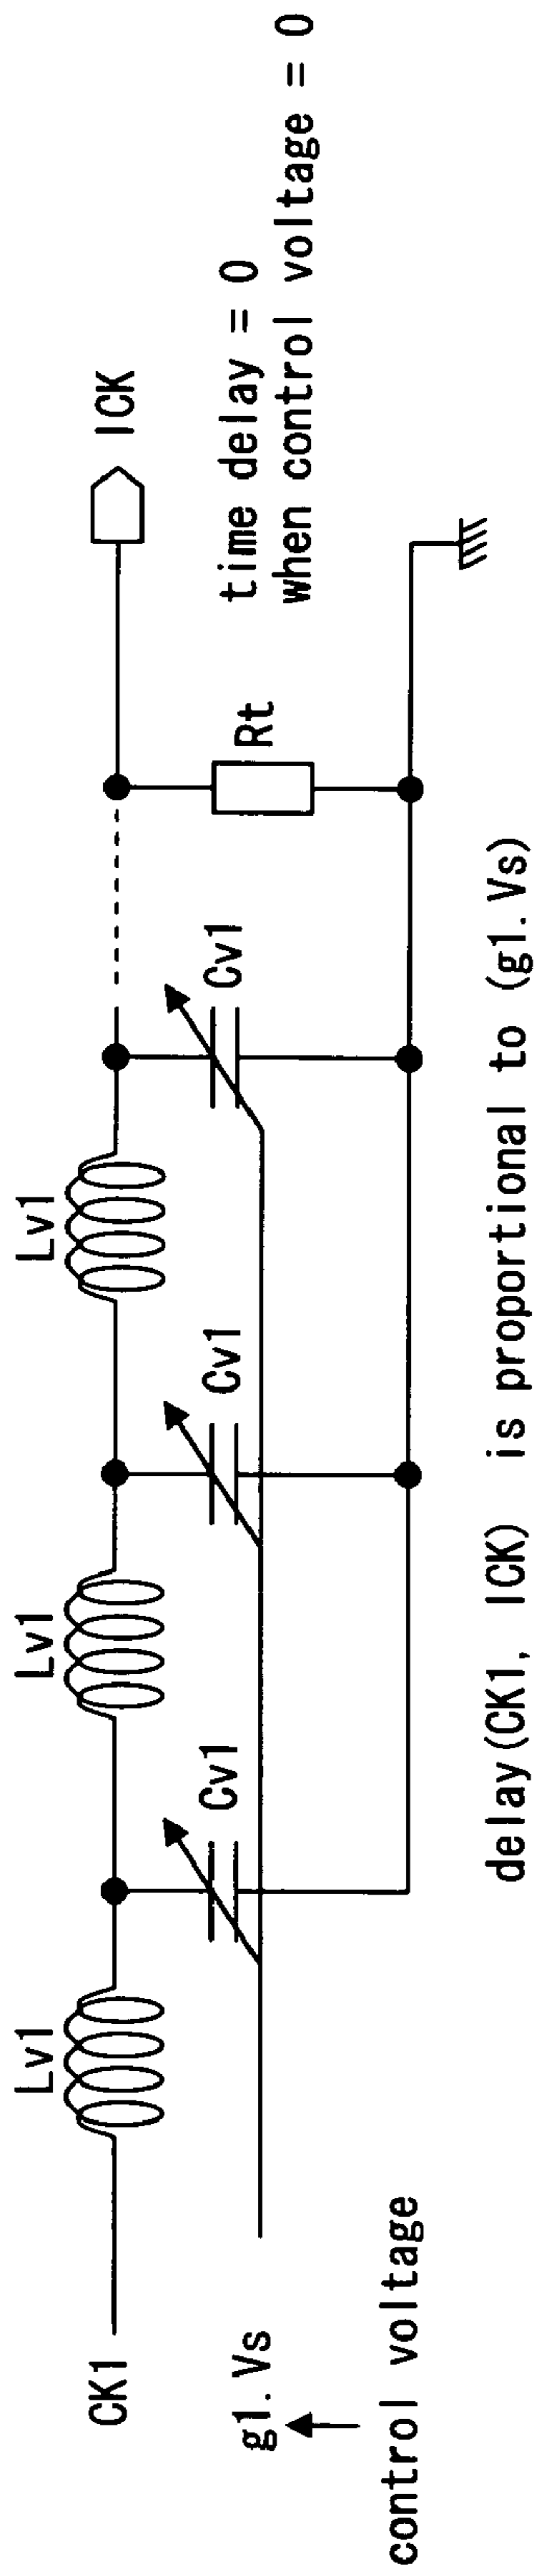 Lv1
Lv1
Lv1
CK1
ICK
Cv1
Cv1
Cv1
Rt
g1.Vs
control voltage
time delay = 0
when control voltage = 0
delay(CK1, ICK) is proportional to (g1.Vs)